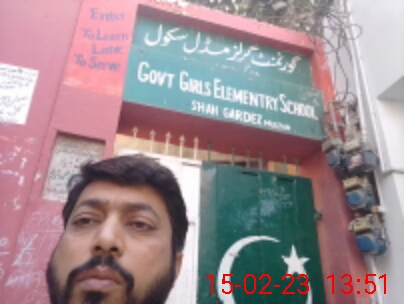 Enter
To Learn
Leave
To Serve
گورنمنٹ گرلز مڈل سکول
GOVT GIRLS ELEMENTRY SCHOOL
SHAH GARDEZ MULTAN
15-02-23 13:51